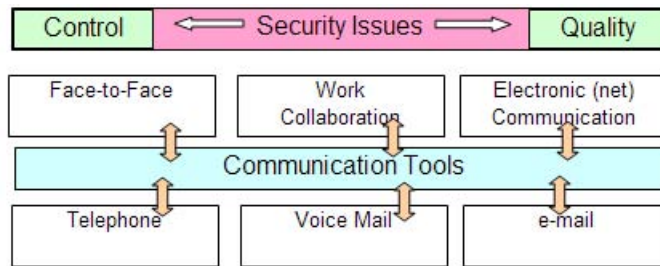 Control Security Issues Quality
Face-to-Face
Work
Collaboration
Electronic (net)
Communication
Communication Tools
Telephone
Voice Mail
e-mail